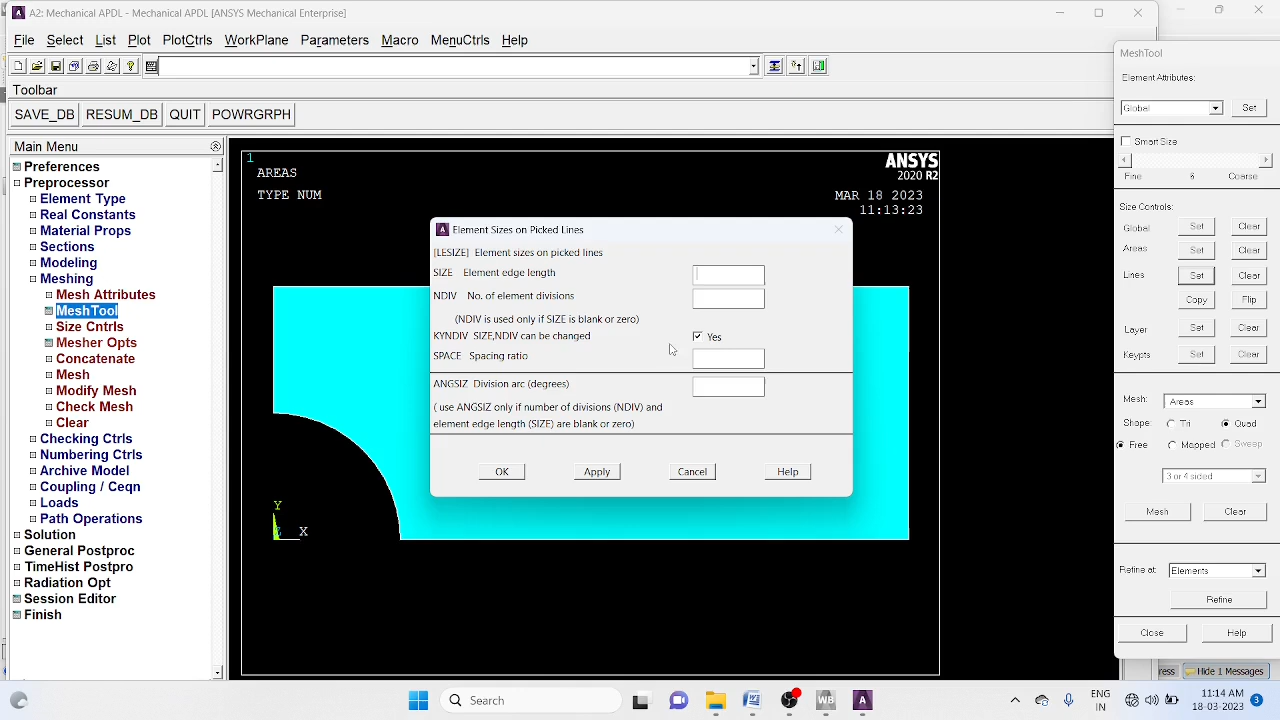 A2: Mechanical APDL - Mechanical APDL [ANSYS Mechanical Enterprise]
File Select List Plot PlotCtrls WorkPlane Parameters Macro MenuCtrls Help
Toolbar
SAVE_DB RESUM_DB QUIT POWRGRPH
Main Menu
Preferences
Preprocessor
Element Type
Real Constants
Material Props
Sections
Modeling
Meshing
Mesh Attributes
MeshTool
Size Cntrls
Mesher Opts
Concatenate
Mesh
Modify Mesh
Check Mesh
Clear
Checking Ctrls
Numbering Ctrls
Archive Model
Coupling / Ceqn
Loads
Path Operations
Solution
General Postproc
TimeHist Postpro
Radiation Opt
Session Editor
Finish
1
AREAS
TYPE NUM
ANSYS
2020 R2
MAR 18 2023
11:13:23
Y
X
Element Sizes on Picked Lines
[LESIZE] Element sizes on picked lines
SIZE Element edge length
NDIV No. of element divisions
(NDIV is used only if SIZE is blank or zero)
KYNDIV SIZE,NDIV can be changed Yes
SPACE Spacing ratio
ANGSIZ Division arc (degrees)
( use ANGSIZ only if number of divisions (NDIV) and
element edge length (SIZE) are blank or zero)
OK Apply Cancel Help
MeshTool
Element Attributes:
Global Set
Smart Size
Fine 6 Coarse
Size Controls:
Global Set Clear
Areas Set Clear
Lines Set Clear
Copy Flip
Layer Set Clear
Keypts Set Clear
Mesh: Areas
Shape: Tri Quad
Free Mapped Sweep
3 or 4 sided
Mesh Clear
Refine at: Elements
Refine
Close Help
ress Hide 1 Messages
Search
W
WB
ENG
IN
11:14 AM
18-03-2023
3